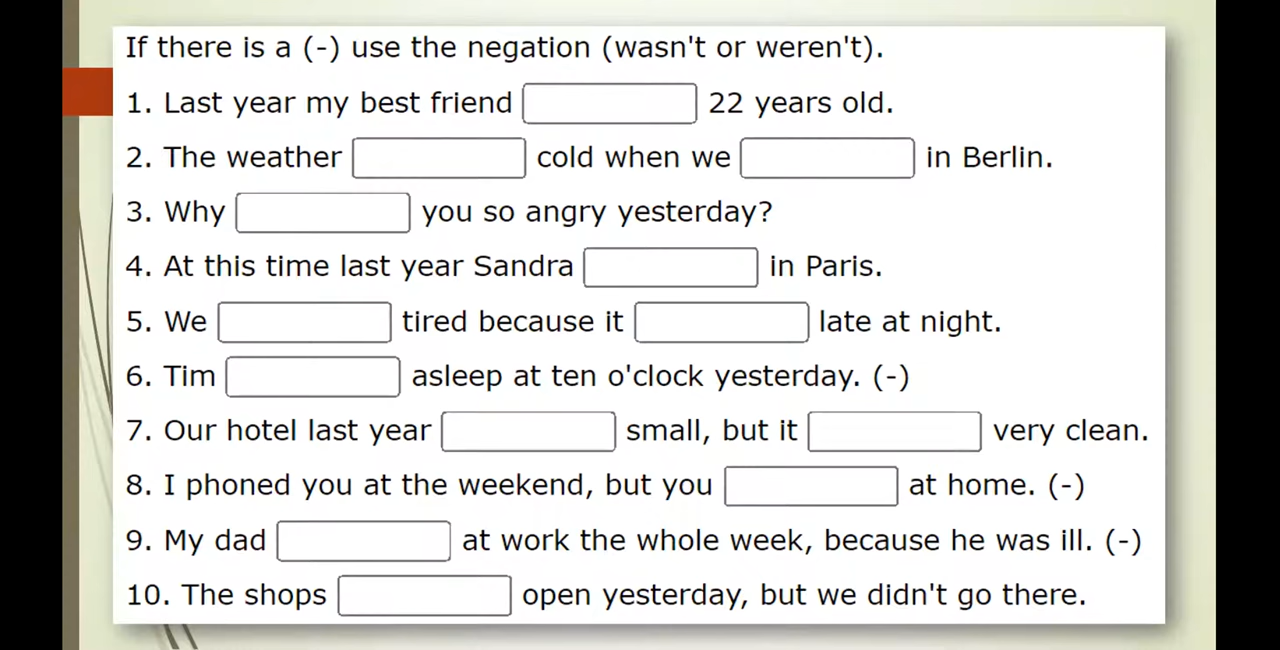 If there is a (-) use the negation (wasn't or weren't).
1. Last year my best friend 22 years old.
2. The weather cold when we in Berlin.
3. Why you so angry yesterday?
4. At this time last year Sandra in Paris.
5. We tired because it late at night.
6. Tim asleep at ten o'clock yesterday. (-)
7. Our hotel last year small, but it very clean.
8. I phoned you at the weekend, but you at home. (-)
9. My dad at work the whole week, because he was ill. (-)
10. The shops open yesterday, but we didn't go there.